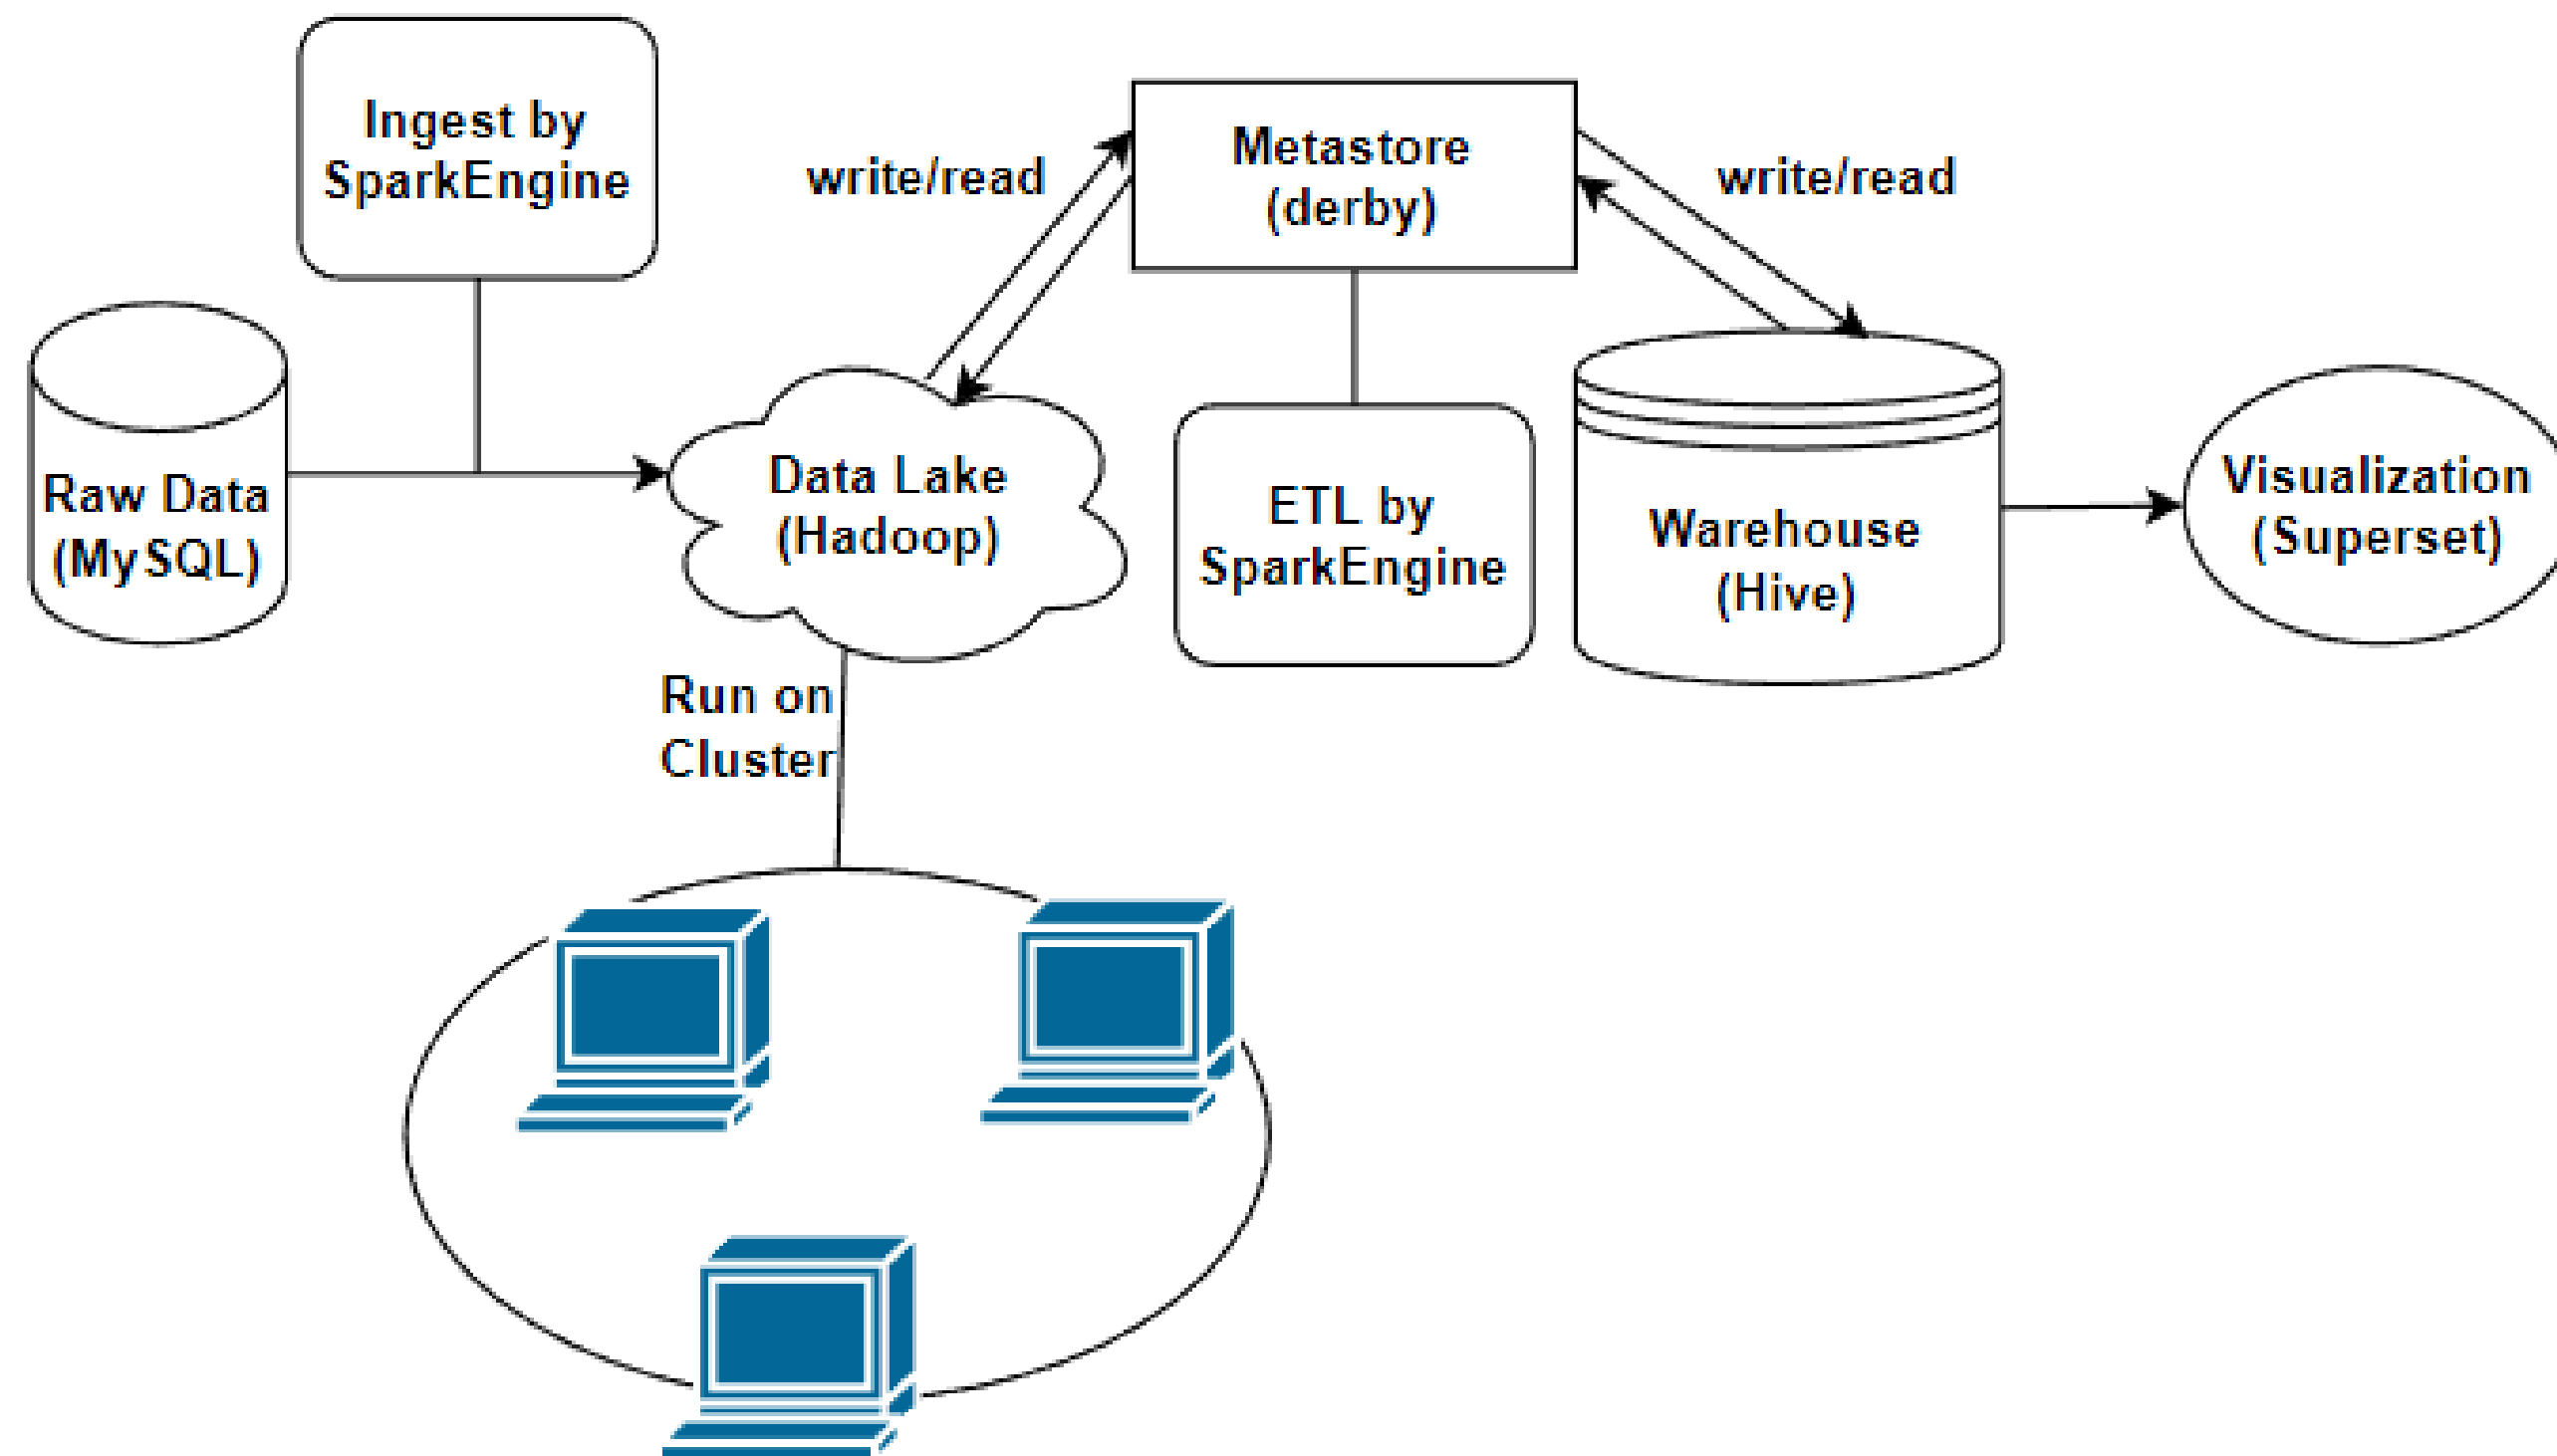 Ingest by
SparkEngine
write/read
Metastore
(derby)
write/read
Raw Data
(MySQL)
Data Lake
(Hadoop)
ETL by
SparkEngine
Warehouse
(Hive)
Visualization
(Superset)
Run on
Cluster